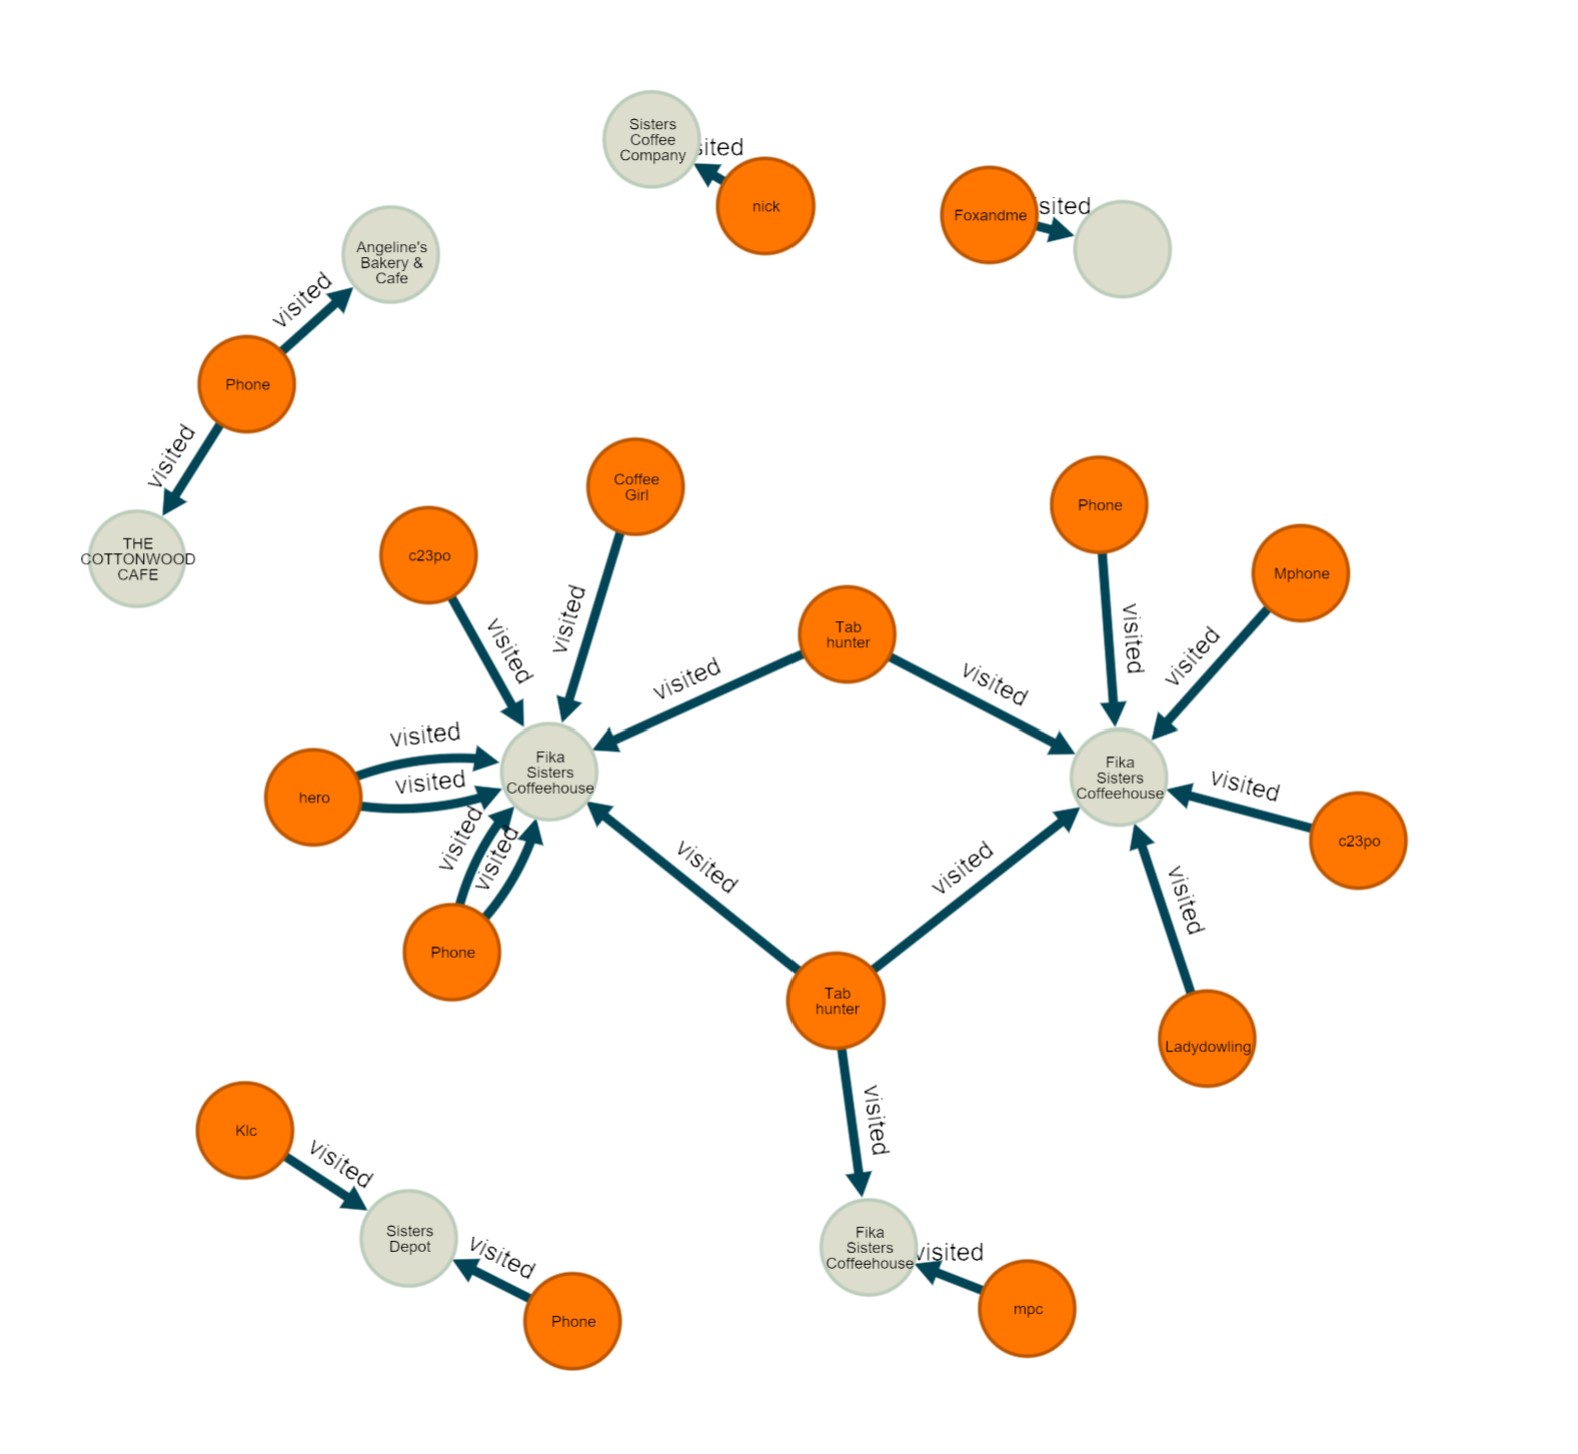 Sisters
Coffee
Company
sited
nick
Foxandme
sited
Angeline's
Bakery &
Cafe
visited
Phone
visited
THE
COTTONWOOD
CAFE
Coffee
Girl
c23po
visited
visited
Tab
hunter
visited
visited
Phone
visited
Mphone
visited
hero
visited
visited
Fika
Sisters
Coffeehouse
Fika
Sisters
Coffeehouse
visited
c23po
visited
visited
Phone
visited
visited
Tab
hunter
visited
Ladydowling
visited
Klc
visited
Sisters
Depot
visited
Phone
Fika
Sisters
Coffeehouse
visited
mpc